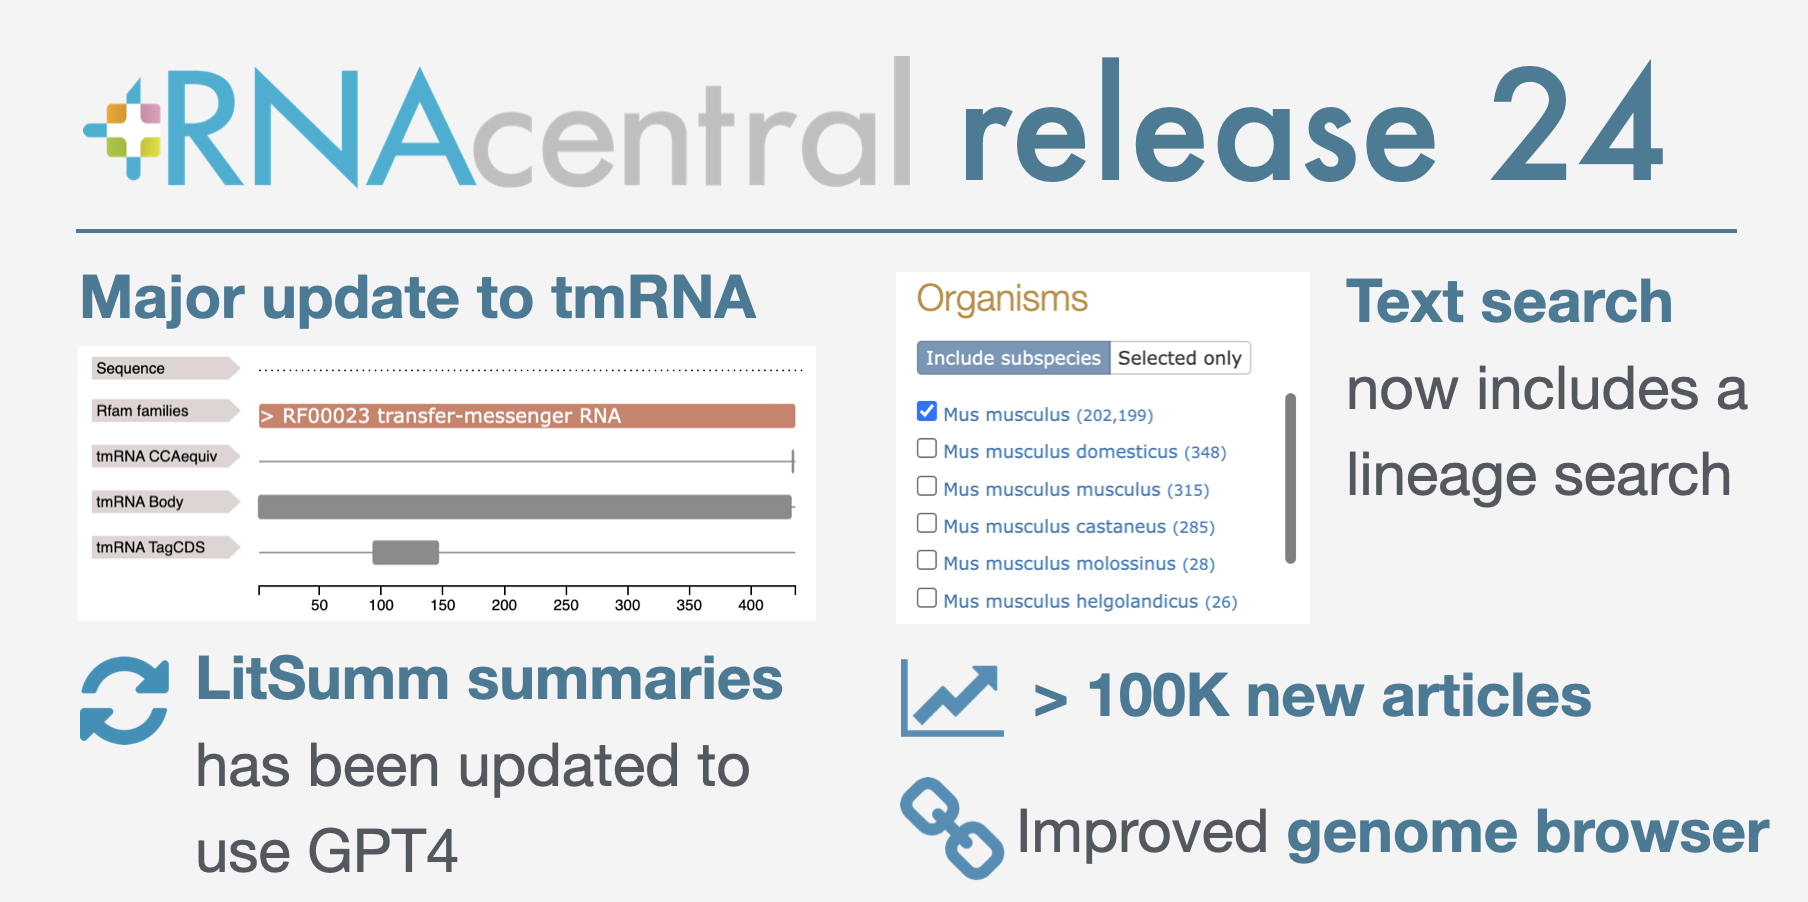 RNAcentral release 24
Major update to tmRNA
Sequence
Rfam families
> RF00023 transfer-messenger RNA
tmRNA CCAequiv
tmRNA Body
tmRNA TagCDS
50 100 150 200 250 300 350 400
Organisms
Include subspecies Selected only
Mus musculus (202,199)
Mus musculus domesticus (348)
Mus musculus musculus (315)
Mus musculus castaneus (285)
Mus musculus molossinus (28)
Mus musculus helgolandicus (26)
Text search
now includes a
lineage search
LitSumm summaries
has been updated to
use GPT4
> 100K new articles
Improved genome browser